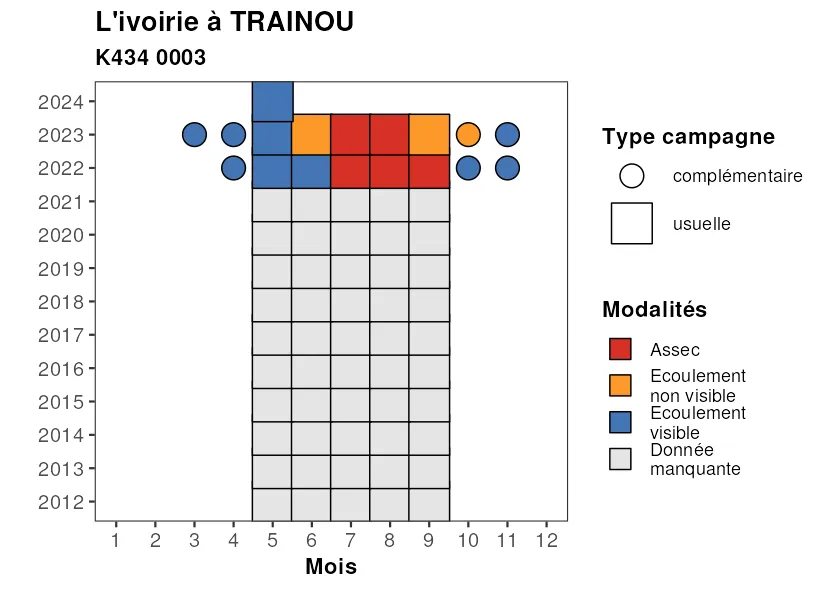 L'ivoirie à TRAINOU
K434 0003
2024
2023
2022
2021
2020
2019
2018
2017
2016
2015
2014
2013
2012
1 2 3 4 5 6 7 8 9 10 11 12
Mois
Type campagne
complémentaire
usuelle
Modalités
Assec
Ecoulement
non visible
Ecoulement
visible
Donnée
manquante